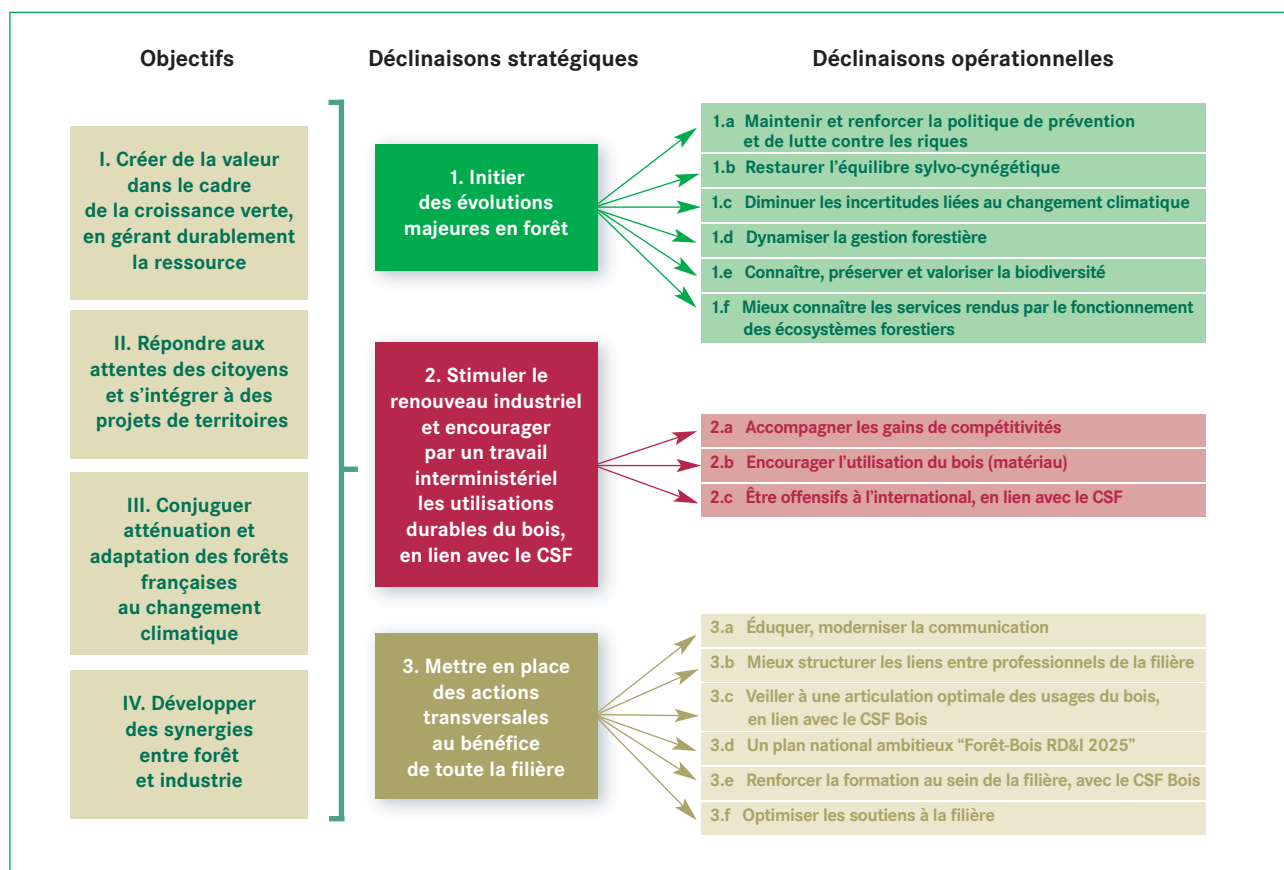 Objectifs
Déclinaisons stratégiques
Déclinaisons opérationnelles
I. Créer de la valeur
dans le cadre
de la croissance verte,
en gérant durablement
la ressource
II. Répondre aux
attentes des citoyens
et s'intégrer à des
projets de territoires
III. Conjuguer
atténuation et
adaptation des forêts
françaises
au changement
climatique
IV. Développer
des synergies
entre forêt
et industrie
1. Initier
des évolutions
majeures en forêt
2. Stimuler le
renouveau industriel
et encourager
par un travail
interministériel
les utilisations
durables du bois,
en lien avec le CSF
3. Mettre en place
des actions
transversales
au bénéfice
de toute la filière
1.a Maintenir et renforcer la politique de prévention
et de lutte contre les riques
1.b Restaurer l'équilibre sylvo-cynégétique
1.c Diminuer les incertitudes liées au changement climatique
1.d Dynamiser la gestion forestière
1.e Connaître, préserver et valoriser la biodiversité
1.f Mieux connaître les services rendus par le fonctionnement
des écosystèmes forestiers
2.a Accompagner les gains de compétitivités
2.b Encourager l'utilisation du bois (matériau)
2.c Être offensifs à l'international, en lien avec le CSF
3.a Éduquer, moderniser la communication
3.b Mieux structurer les liens entre professionnels de la filière
3.c Veiller à une articulation optimale des usages du bois,
en lien avec le CSF Bois
3.d Un plan national ambitieux "Forêt-Bois RD&I 2025"
3.e Renforcer la formation au sein de la filière, avec le CSF Bois
3.f Optimiser les soutiens à la filière